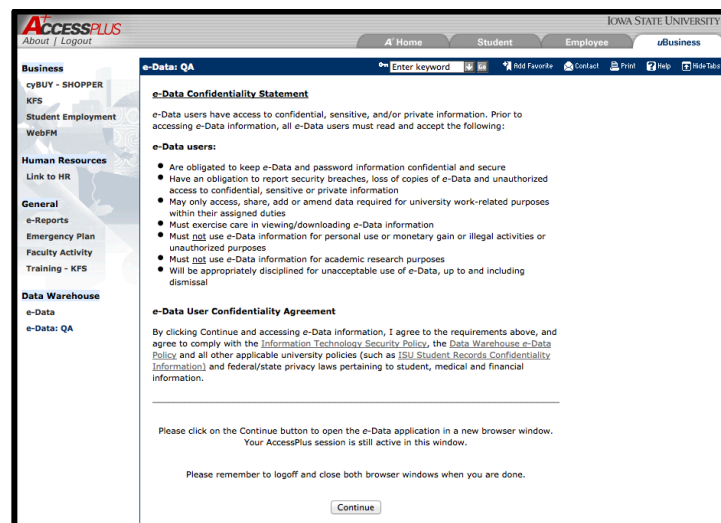 IOWA STATE UNIVERSITY
A+CCESSPLUS
About | Logout
A+ Home
Student
Employee
uBusiness
e-Data: QA
Enter keyword
Go
Add Favorite
Contact
Print
Help
HideTabs
Business
cyBUY - SHOPPER
KFS
Student Employment
WebFM
Human Resources
Link to HR
General
e-Reports
Emergency Plan
Faculty Activity
Training - KFS
Data Warehouse
e-Data
e-Data: QA
e-Data Confidentiality Statement
e-Data users have access to confidential, sensitive, and/or private information. Prior to
accessing e-Data information, all e-Data users must read and accept the following:
e-Data users:
• Are obligated to keep e-Data and password information confidential and secure
• Have an obligation to report security breaches, loss of copies of e-Data and unauthorized
access to confidential, sensitive or private information
• May only access, share, add or amend data required for university work-related purposes
within their assigned duties
• Must exercise care in viewing/downloading e-Data information
• Must not use e-Data information for personal use or monetary gain or illegal activities or
unauthorized purposes
• Must not use e-Data information for academic research purposes
• Will be appropriately disciplined for unacceptable use of e-Data, up to and including
dismissal
e-Data User Confidentiality Agreement
By clicking Continue and accessing e-Data information, I agree to the requirements above, and
agree to comply with the Information Technology Security Policy, the Data Warehouse e-Data
Policy and all other applicable university policies (such as ISU Student Records Confidentiality
Information) and federal/state privacy laws pertaining to student, medical and financial
information.
Please click on the Continue button to open the e-Data application in a new browser window.
Your AccessPlus session is still active in this window.
Please remember to logoff and close both browser windows when you are done.
Continue